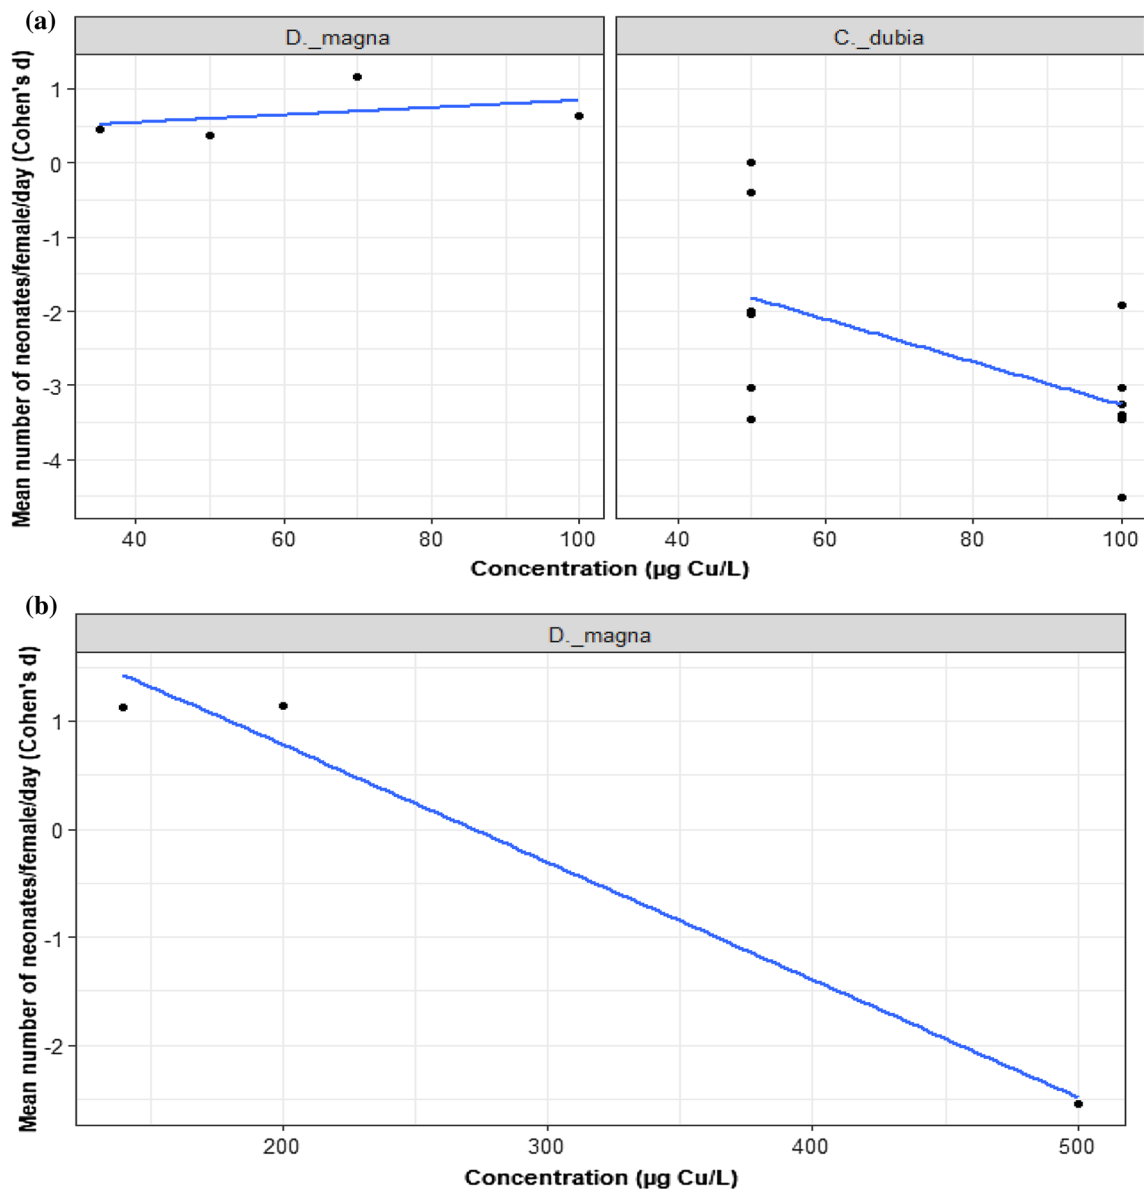 (a)
D._magna
C._dubia
Mean number of neonates/female/day (Cohen's d)
1
0
-1
-2
-3
-4
40
60
80
100
40
60
80
100
Concentration (µg Cu/L)
(b)
D._magna
Mean number of neonates/female/day (Cohen's d)
1
0
-1
-2
200
300
400
500
Concentration (µg Cu/L)